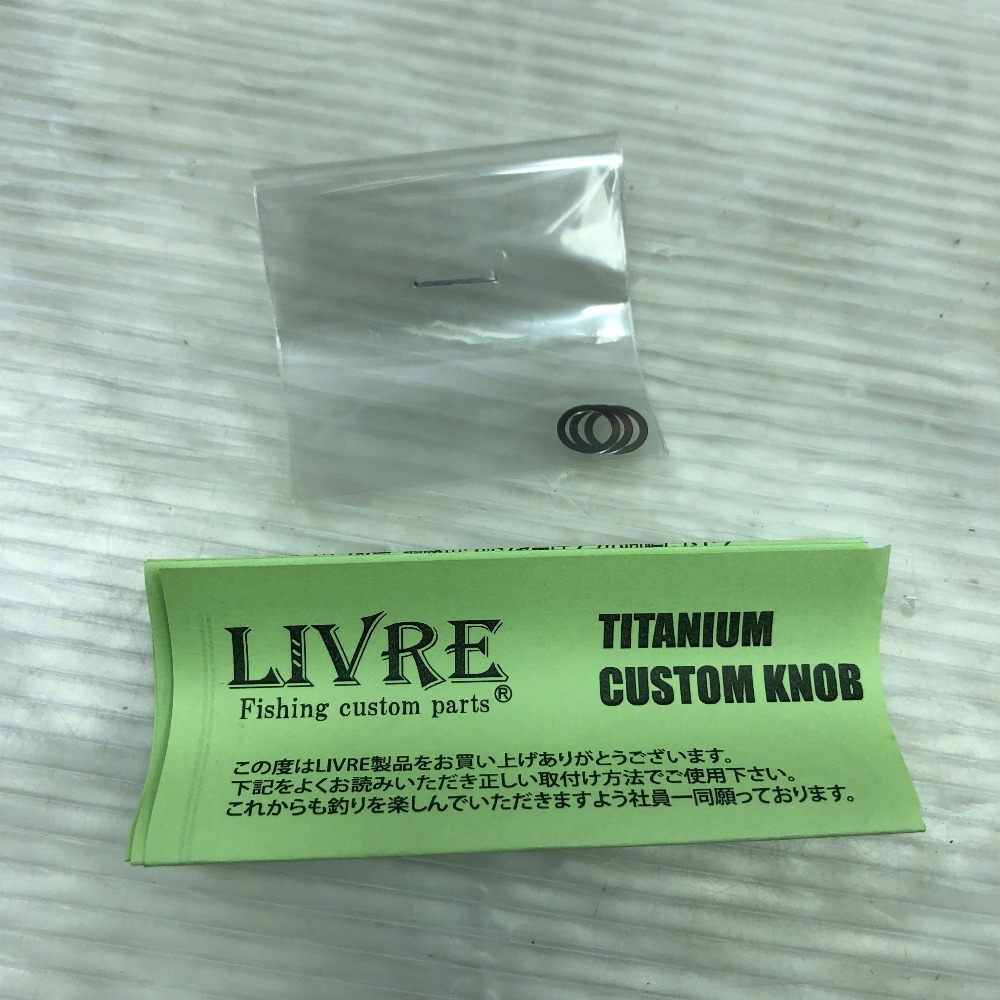 LIVRE
Fishing custom parts®
TITANIUM
CUSTOM KNOB
この度はLIVRE製品をお買い上げありがとうございます。
下記をよくお読みいただき正しい取付け方法でご使用下さい。
これからも釣りを楽しんでいただきますよう社員一同願っております。